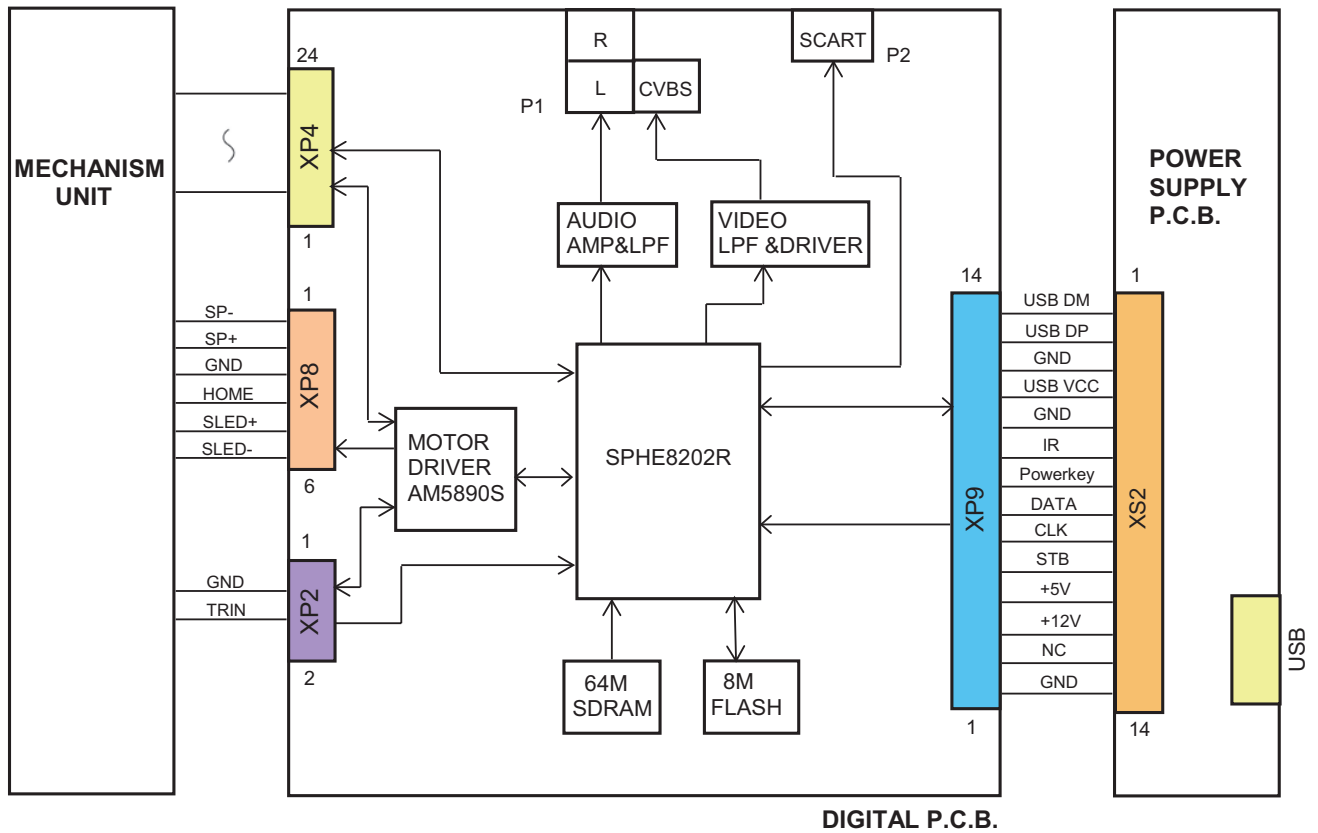 MECHANISM
UNIT
24
XP4
1
SP-
SP+
GND
HOME
SLED+
SLED-
1
XP8
6
GND
TRIN
1
XP2
2
R
L
CVBS
P1
SCART
P2
AUDIO
AMP&LPF
VIDEO
LPF &DRIVER
MOTOR
DRIVER
AM5890S
SPHE8202R
64M
SDRAM
8M
FLASH
14
XP9
1
USB DM
USB DP
GND
USB VCC
GND
IR
Powerkey
DATA
CLK
STB
+5V
+12V
NC
GND
POWER
SUPPLY
P.C.B.
1
XS2
14
USB
DIGITAL P.C.B.